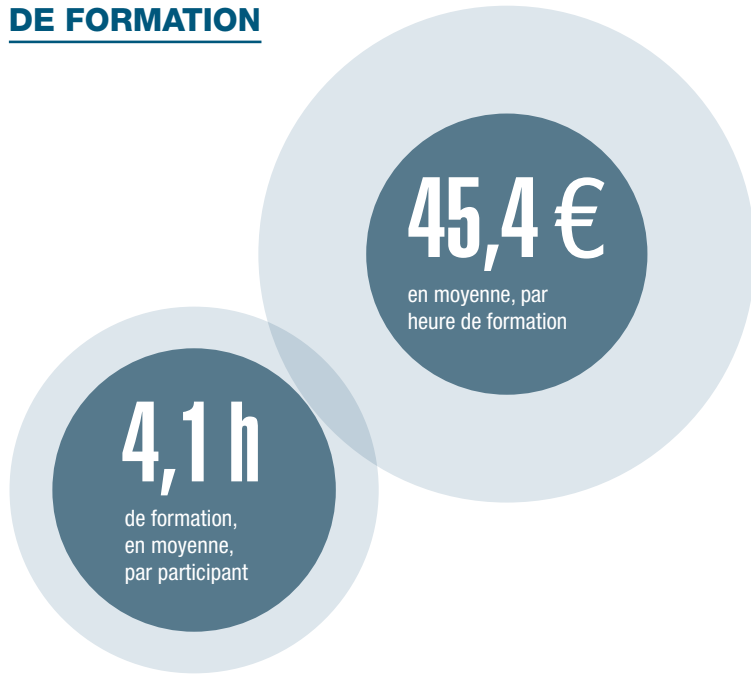 DE FORMATION
45,4 €
en moyenne, par
heure de formation
4,1 h
de formation,
en moyenne,
par participant